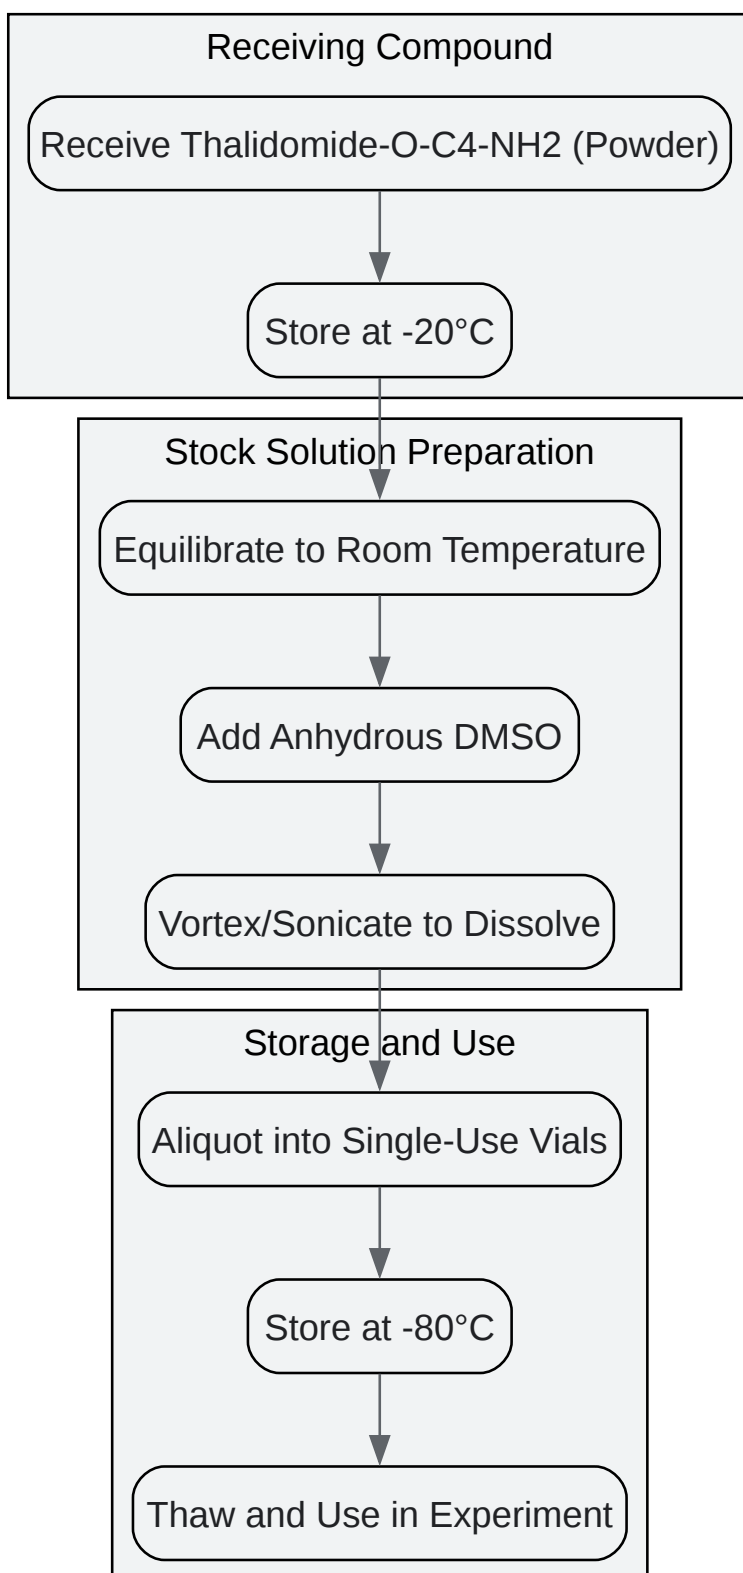 Receiving Compound
Receive Thalidomide-O-C4-NH2 (Powder)
Store at -20°C
Stock Solution Preparation
Equilibrate to Room Temperature
Add Anhydrous DMSO
Vortex/Sonicate to Dissolve
Storage and Use
Aliquot into Single-Use Vials
Store at -80°C
Thaw and Use in Experiment